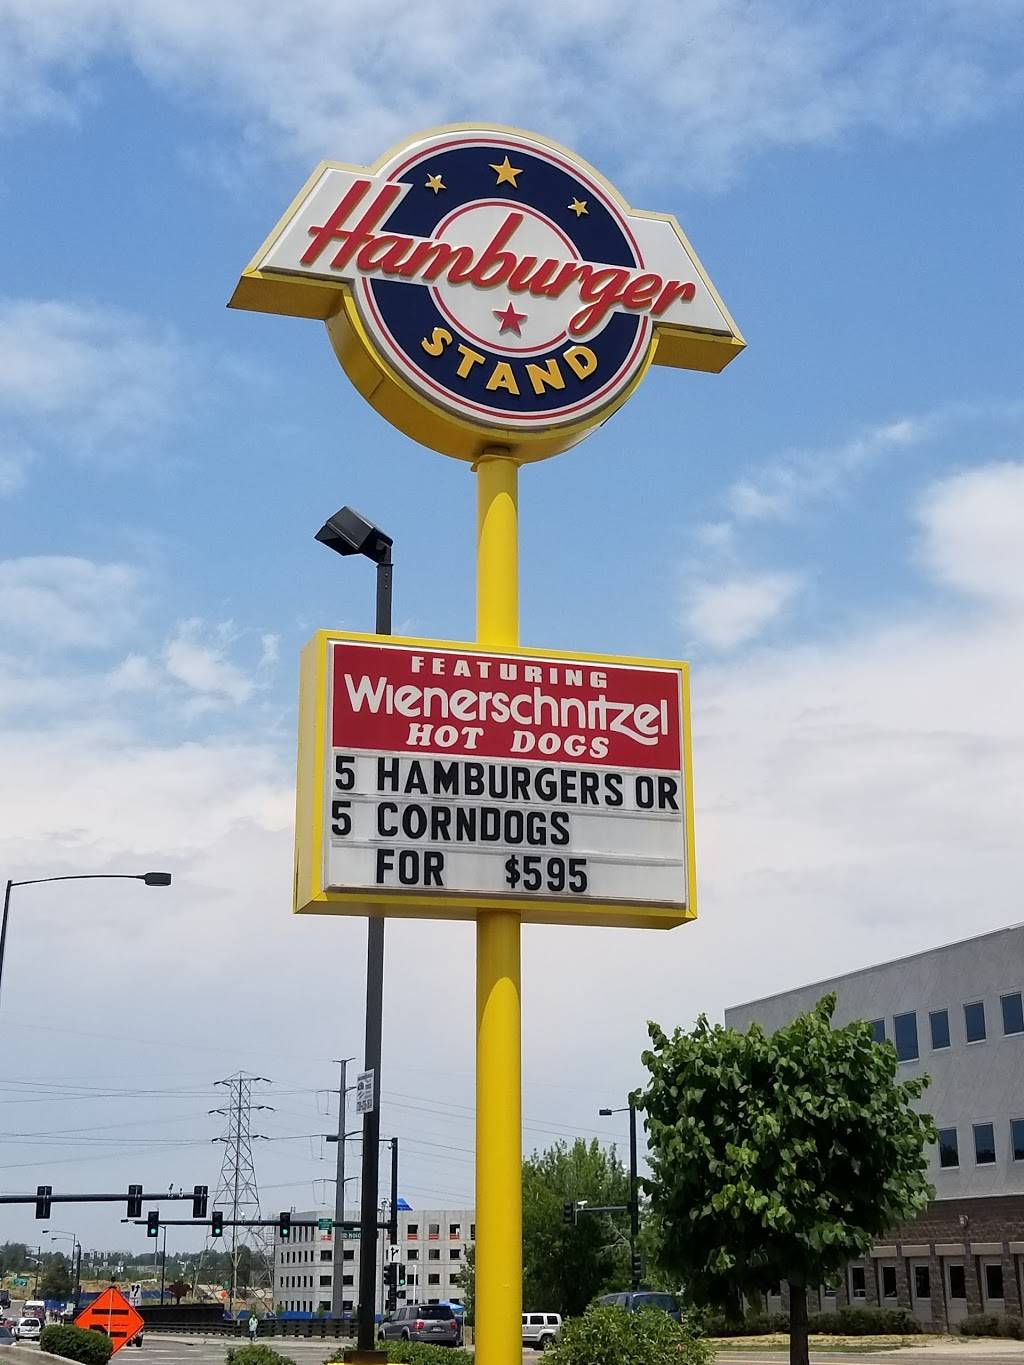 Hamburger
STAND
FEATURING
Wienerschnitzel
HOT DOGS
5 HAMBURGERS OR
5 CORNDOGS
FOR $595